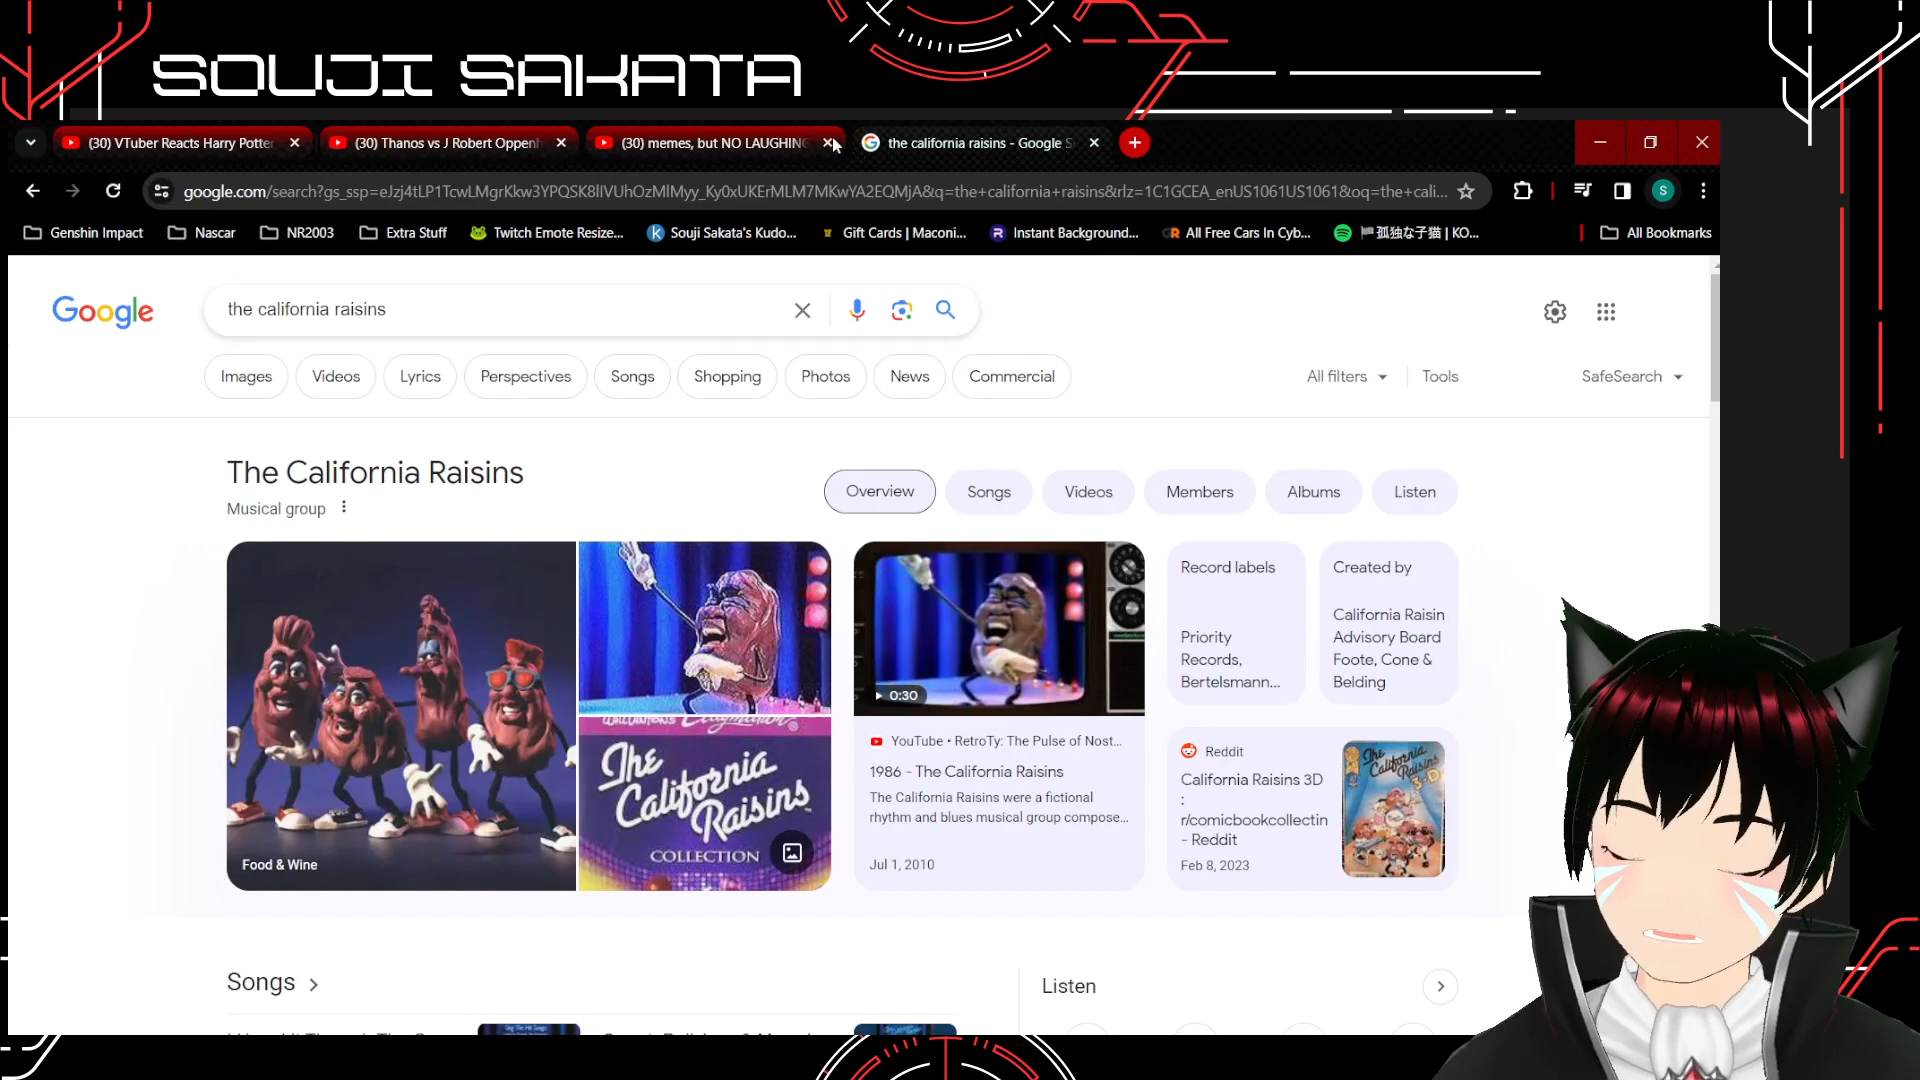 SOUJI SAKATA
(30) VTuber Reacts Harry Potter
(30) Thanos vs J Robert Oppenh
(30) memes, but NO LAUGHING
the california raisins - Google S
google.com/search?gs_ssp=eJzj4tLP1TcwLMgrKkw3YPQSK8lIVUhOzMlMyy_Ky0xUKErMLM7MKwYA2EQMjA&q=the+california+raisins&rlz=1C1GCEA_enUS1061US1061&oq=the+cali...
S
Genshin Impact
Nascar
NR2003
Extra Stuff
Twitch Emote Resize...
Souji Sakata's Kudo...
Gift Cards | Maconi...
Instant Background...
All Free Cars In Cyb...
孤独な子猫 | KO...
All Bookmarks
Google
the california raisins
Images
Videos
Lyrics
Perspectives
Songs
Shopping
Photos
News
Commercial
All filters
Tools
SafeSearch
The California Raisins
Musical group
Overview
Songs
Videos
Members
Albums
Listen
Food & Wine
The
California
Raisins
COLLECTION
0:30
YouTube • RetroTy: The Pulse of Nost...
1986 - The California Raisins
The California Raisins were a fictional
rhythm and blues musical group compose...
Jul 1, 2010
Record labels
Priority
Records,
Bertelsmann...
Created by
California Raisin
Advisory Board
Foote, Cone &
Belding
Reddit
California Raisins 3D
:
r/comicbookcollectin
- Reddit
Feb 8, 2023
The
California
Raisins
3-D
Songs
Listen